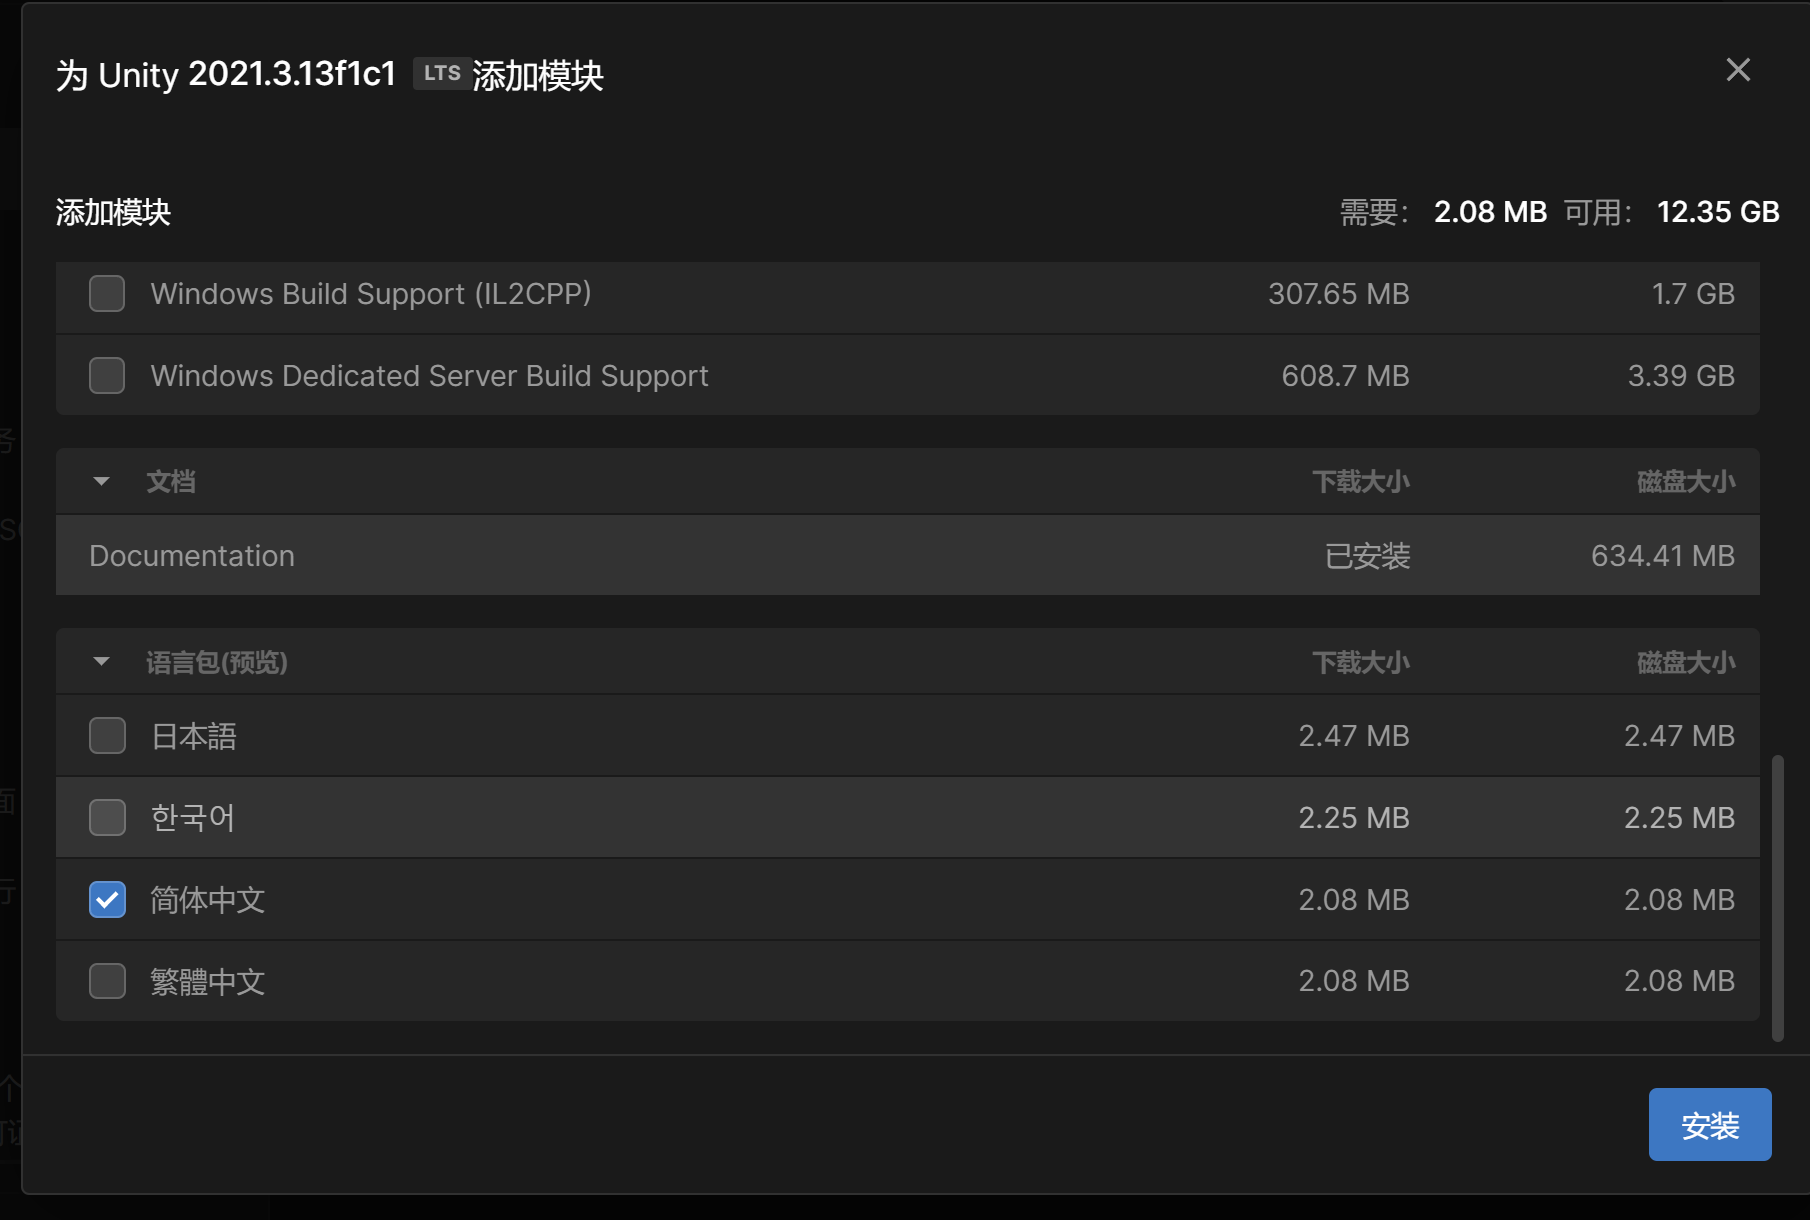 为 Unity 2021.3.13f1c1 LTS 添加模块
添加模块 需要： 2.08 MB 可用： 12.35 GB
Windows Build Support (IL2CPP) 307.65 MB 1.7 GB
Windows Dedicated Server Build Support 608.7 MB 3.39 GB
文档 下载大小 磁盘大小
Documentation 已安装 634.41 MB
语言包(预览) 下载大小 磁盘大小
日本語 2.47 MB 2.47 MB
한국어 2.25 MB 2.25 MB
简体中文 2.08 MB 2.08 MB
繁體中文 2.08 MB 2.08 MB
安装